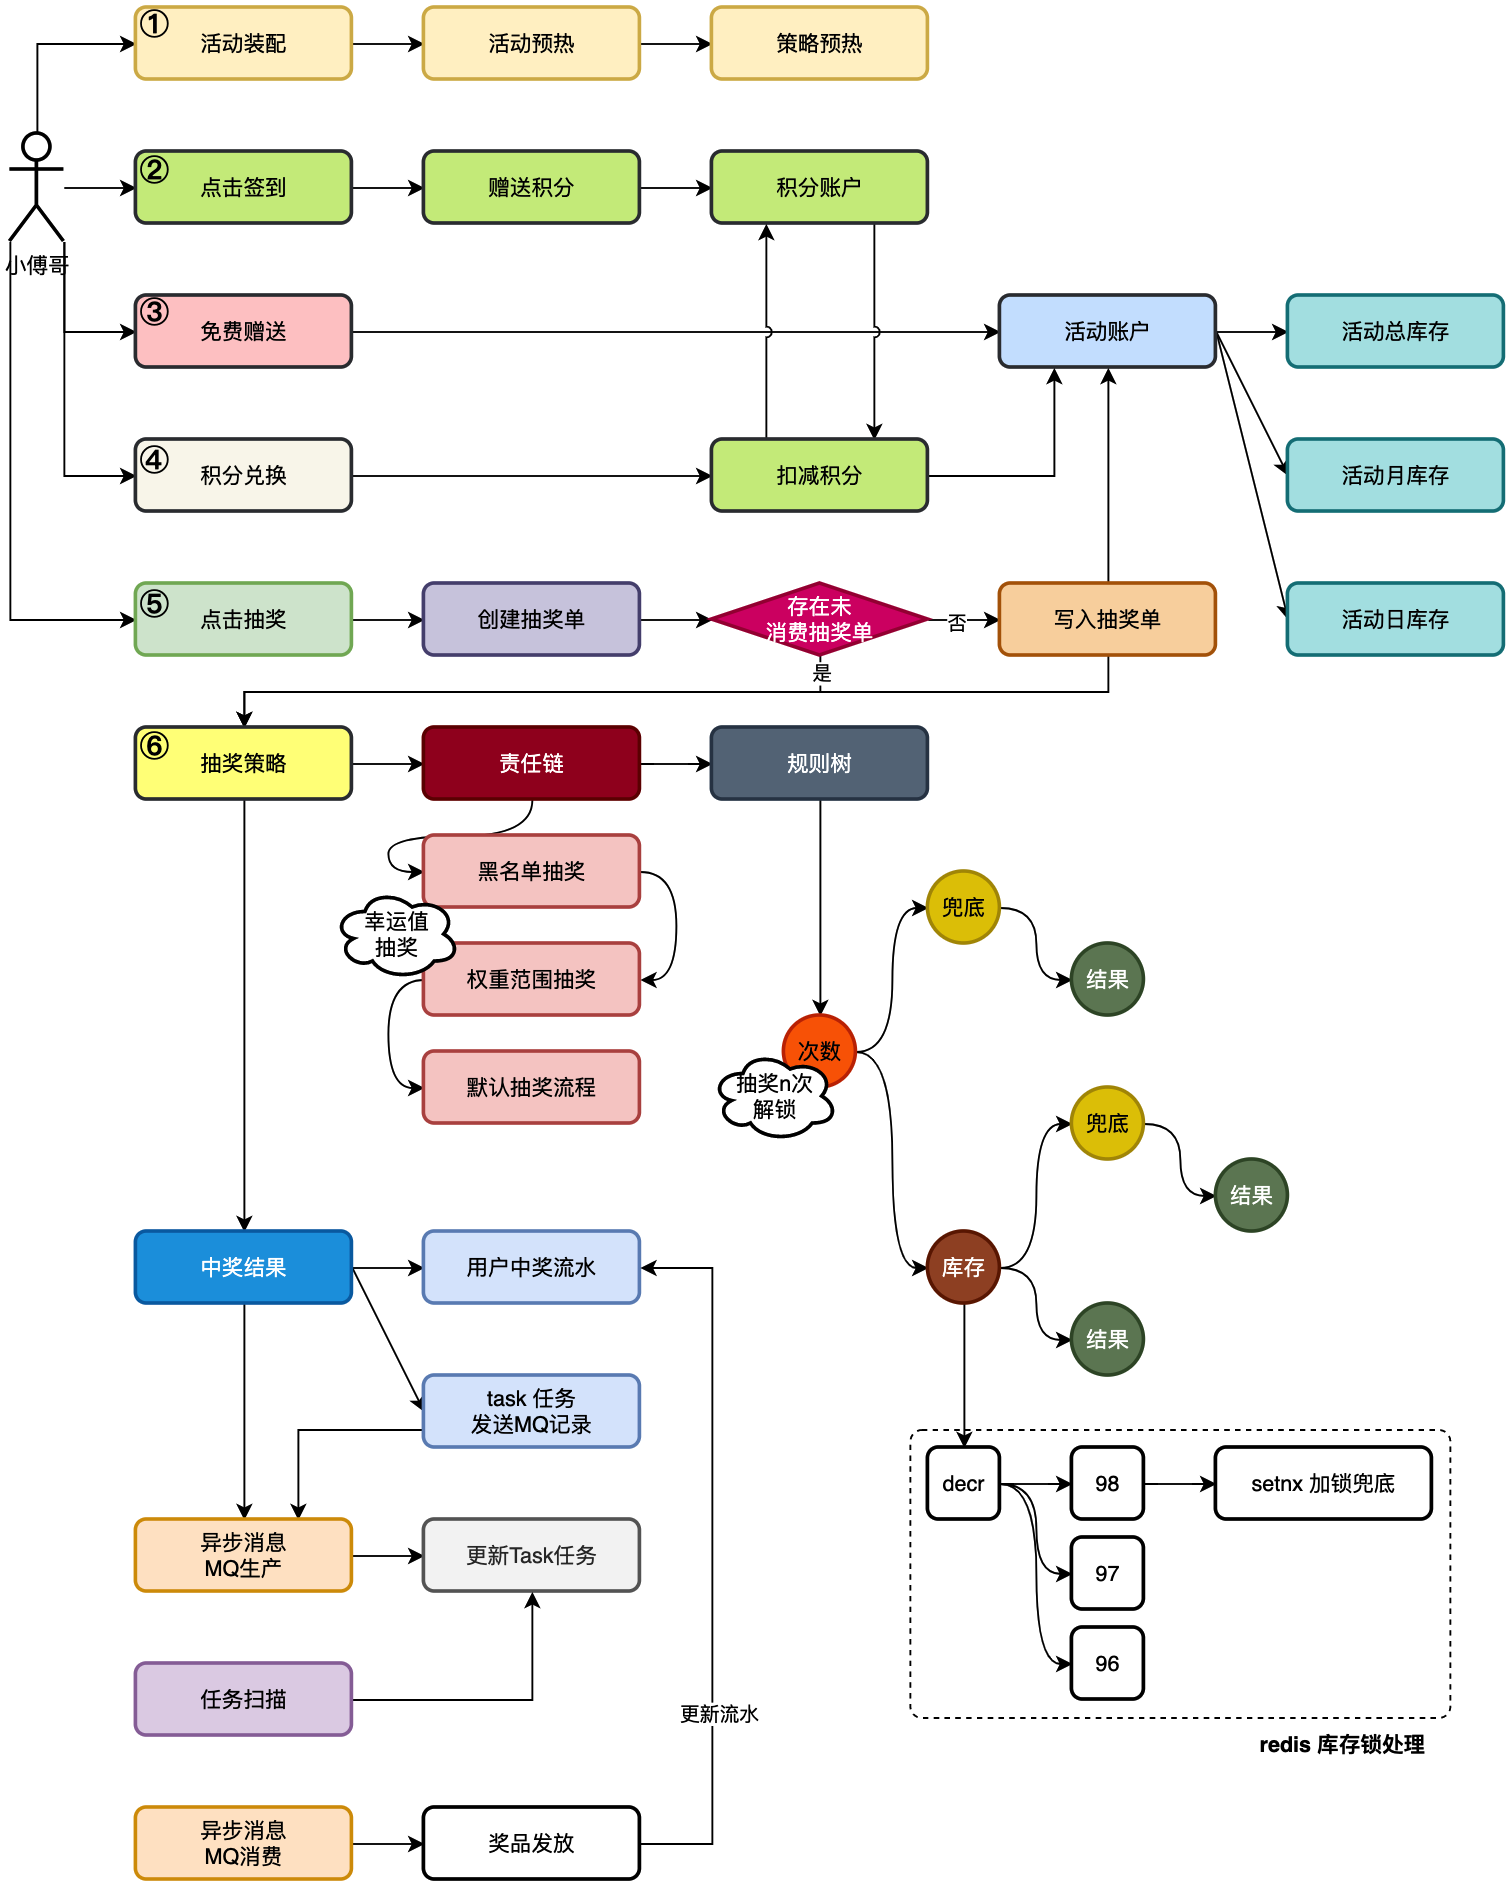 ①
活动装配
活动预热
策略预热
②
点击签到
赠送积分
积分账户
小傅哥
③
免费赠送
活动账户
活动总库存
④
积分兑换
扣减积分
活动月库存
⑤
点击抽奖
创建抽奖单
存在未
消费抽奖单
否
写入抽奖单
活动日库存
是
⑥
抽奖策略
责任链
规则树
黑名单抽奖
幸运值
抽奖
权重范围抽奖
默认抽奖流程
兜底
结果
次数
抽奖n次
解锁
兜底
结果
库存
结果
中奖结果
用户中奖流水
task 任务
发送MQ记录
decr
98
setnx 加锁兜底
97
96
redis 库存锁处理
异步消息
MQ生产
更新Task任务
任务扫描
更新流水
异步消息
MQ消费
奖品发放